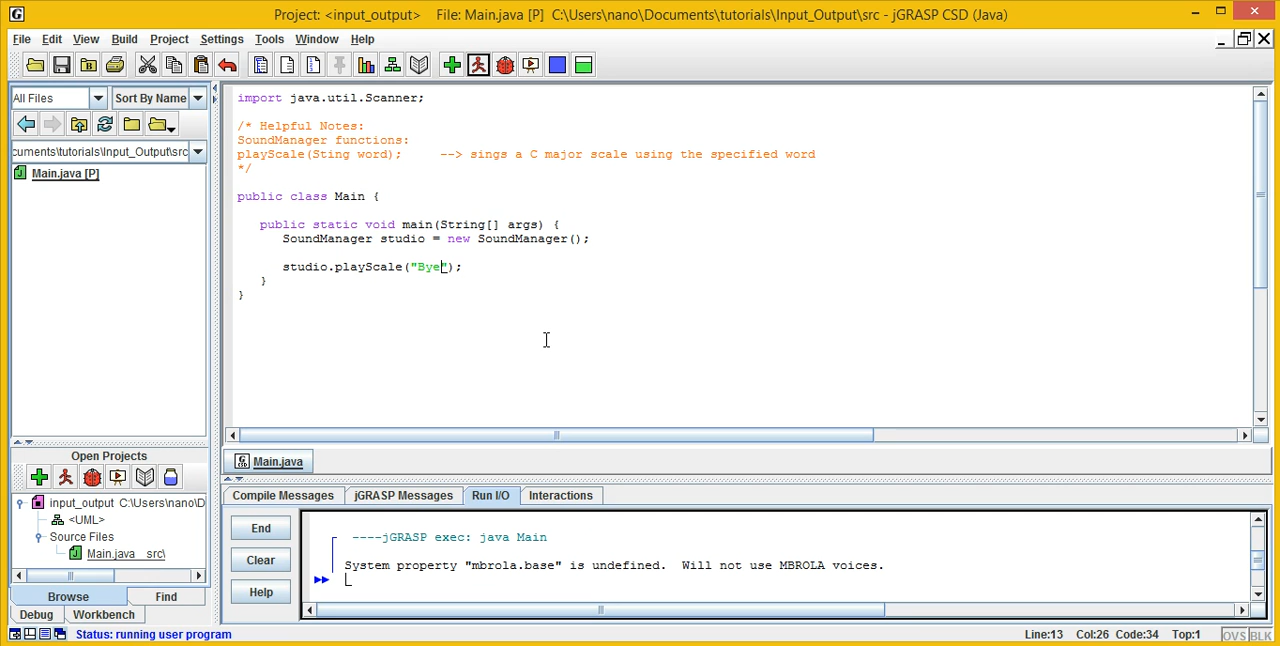 Project: <input_output>    File: Main.java [P]  C:\Users\nano\Documents\tutorials\Input_Output\src - jGRASP CSD (Java)
File Edit View Build Project Settings Tools Window Help
All Files Sort By Name
cuments\tutorials\Input_Output\src
Main.java [P]
import java.util.Scanner;
/* Helpful Notes:
SoundManager functions:
playScale(Sting word);     --> sings a C major scale using the specified word
*/
public class Main {
public static void main(String[] args) {
SoundManager studio = new SoundManager();
studio.playScale("Bye");
}
}
Main.java
Open Projects
input_output C:\Users\nano\D
<UML>
Source Files
Main.java src\
Browse Find
Debug Workbench
Compile Messages jGRASP Messages Run I/O Interactions
End
Clear
Help
----jGRASP exec: java Main
System property "mbrola.base" is undefined.  Will not use MBROLA voices.
Status: running user program
Line:13 Col:26 Code:34 Top:1 OVS BLK